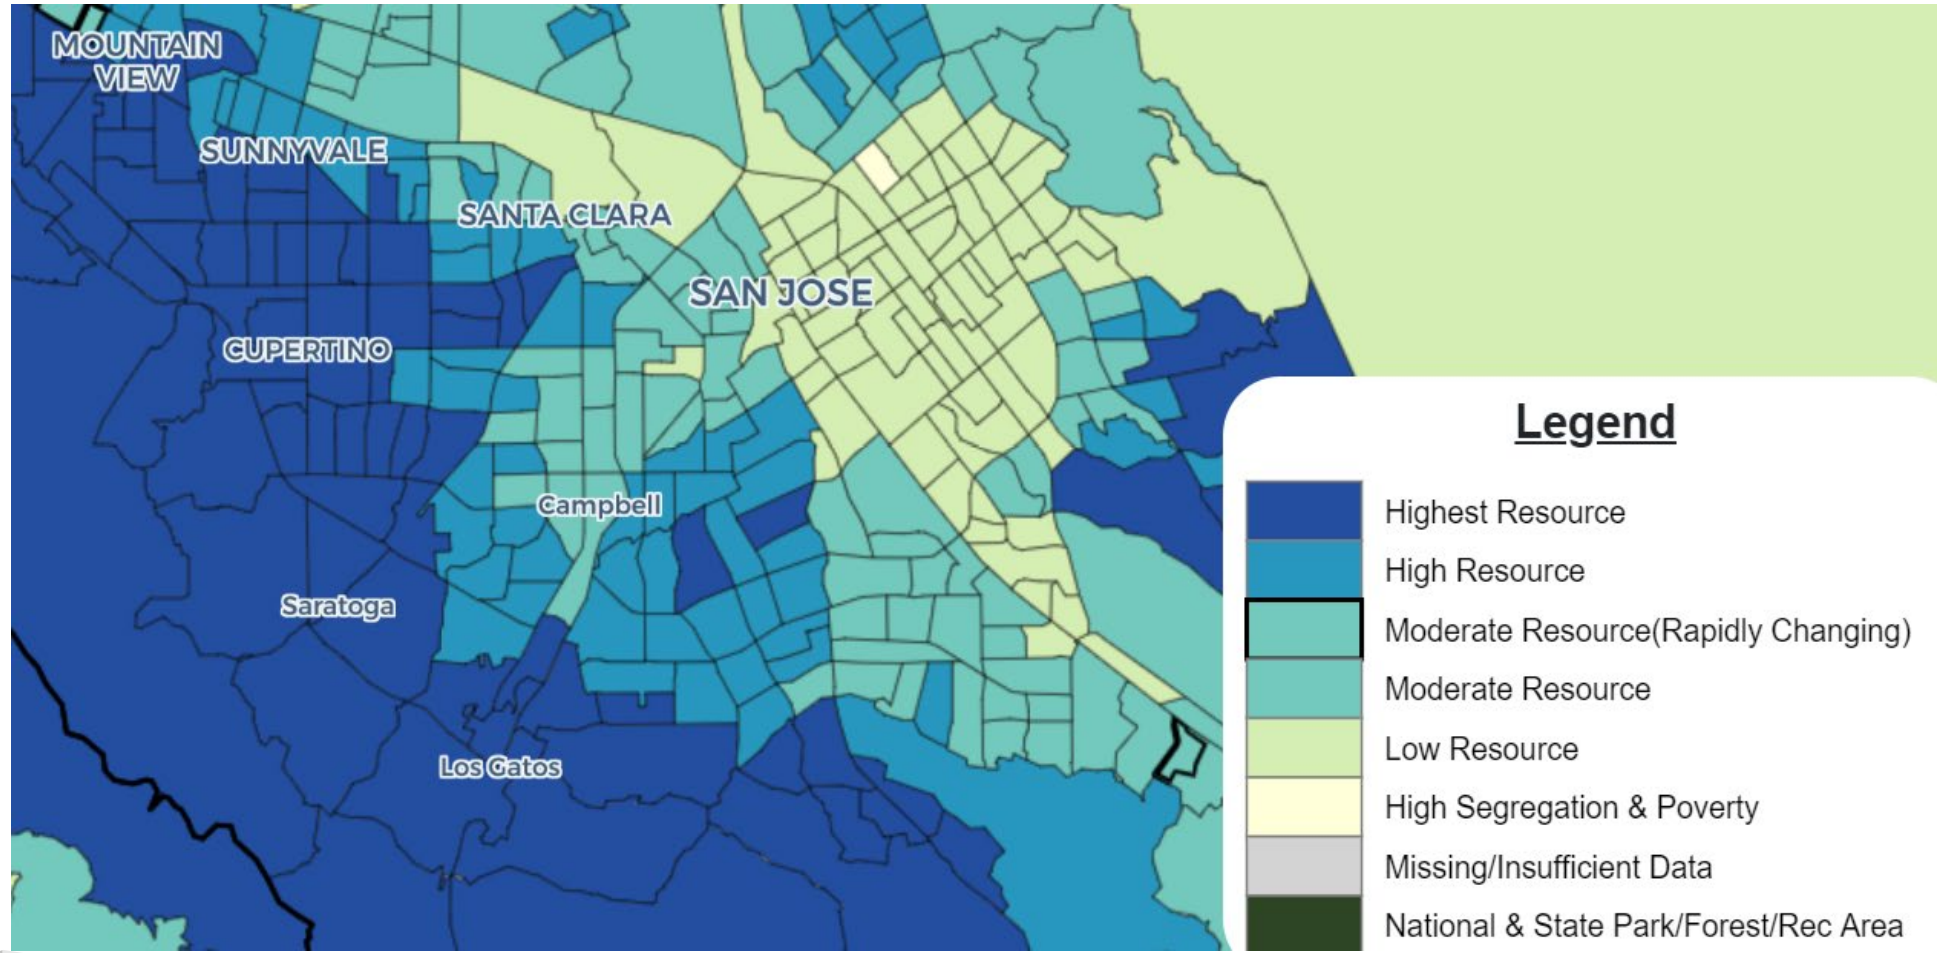 MOUNTAIN
VIEW
SUNNYVALE
SANTA CLARA
SAN JOSE
CUPERTINO
Campbell
Saratoga
Los Gatos
Legend
Highest Resource
High Resource
Moderate Resource(Rapidly Changing)
Moderate Resource
Low Resource
High Segregation & Poverty
Missing/Insufficient Data
National & State Park/Forest/Rec Area